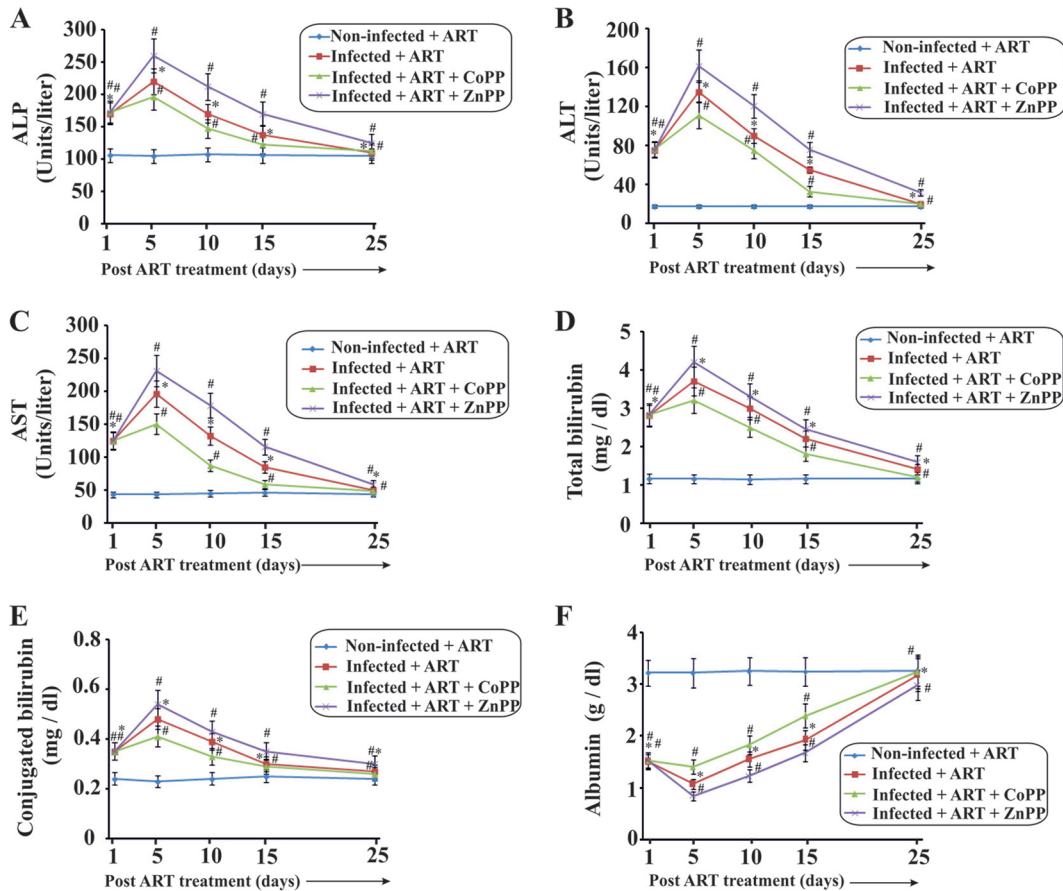 A
ALP
(Units/liter)
300
250
200
150
100
50
0
1 5 10 15 25
Post ART treatment (days)
Non-infected + ART
Infected + ART
Infected + ART + CoPP
Infected + ART + ZnPP
B
ALT
(Units/liter)
200
160
120
80
40
0
1 5 10 15 25
Post ART treatment (days)
Non-infected + ART
Infected + ART
Infected + ART + CoPP
Infected + ART + ZnPP
C
AST
(Units/liter)
300
250
200
150
100
50
0
1 5 10 15 25
Post ART treatment (days)
Non-infected + ART
Infected + ART
Infected + ART + CoPP
Infected + ART + ZnPP
D
Total bilirubin
(mg / dl)
5
4
3
2
1
0
1 5 10 15 25
Post ART treatment (days)
Non-infected + ART
Infected + ART
Infected + ART + CoPP
Infected + ART + ZnPP
E
Conjugated bilirubin
(mg / dl)
0.8
0.6
0.4
0.2
0.0
1 5 10 15 25
Post ART treatment (days)
Non-infected + ART
Infected + ART
Infected + ART + CoPP
Infected + ART + ZnPP
F
Albumin (g / dl)
4
3
2
1
0
1 5 10 15 25
Post ART treatment (days)
Non-infected + ART
Infected + ART
Infected + ART + CoPP
Infected + ART + ZnPP